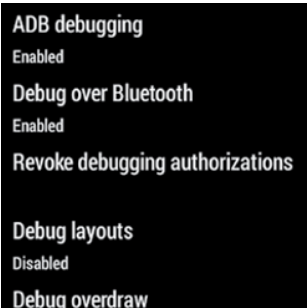 ADB debugging
Enabled
Debug over Bluetooth
Enabled
Revoke debugging authorizations
Debug layouts
Disabled
Debug overdraw